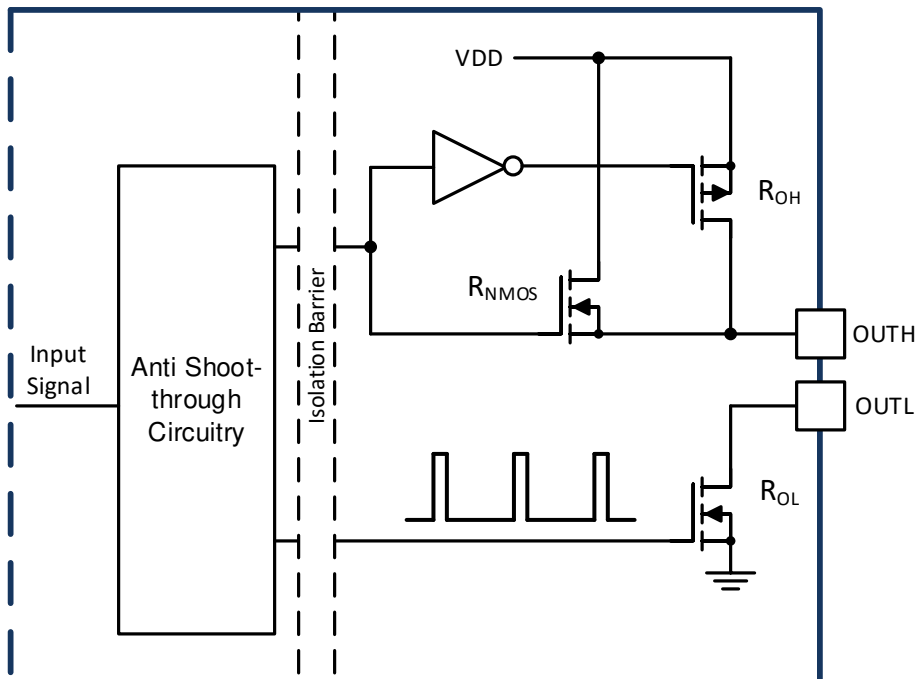 VDD
R_OH
R_NMOS
Isolation Barrier
OUTH
Input
Signal
Anti Shoot-
through
Circuitry
OUTL
R_OL